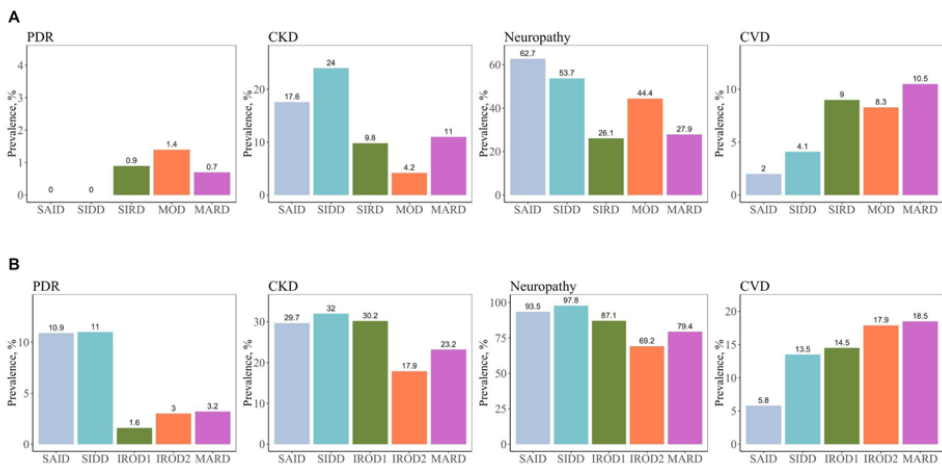 A
PDR
CKD
Neuropathy
CVD
Prevalence, %
4
3
2
1
0
0
0
0.9
1.4
0.7
SAID SIDD SIRD MOD MARD
Prevalence, %
20
10
0
17.6
24
9.8
4.2
11
SAID SIDD SIRD MOD MARD
Prevalence, %
60
40
20
0
62.7
53.7
26.1
44.4
27.9
SAID SIDD SIRD MOD MARD
Prevalence, %
10
5
0
2
4.1
9
8.3
10.5
SAID SIDD SIRD MOD MARD
B
PDR
CKD
Neuropathy
CVD
Prevalence, %
10
5
0
10.9
11
1.6
3
3.2
SAID SIDD IROD1 IROD2 MARD
Prevalence, %
30
20
10
0
29.7
32
30.2
17.9
23.2
SAID SIDD IROD1 IROD2 MARD
Prevalence, %
100
75
50
25
0
93.5
97.8
87.1
69.2
79.4
SAID SIDD IROD1 IROD2 MARD
Prevalence, %
20
15
10
5
0
5.8
13.5
14.5
17.9
18.5
SAID SIDD IROD1 IROD2 MARD